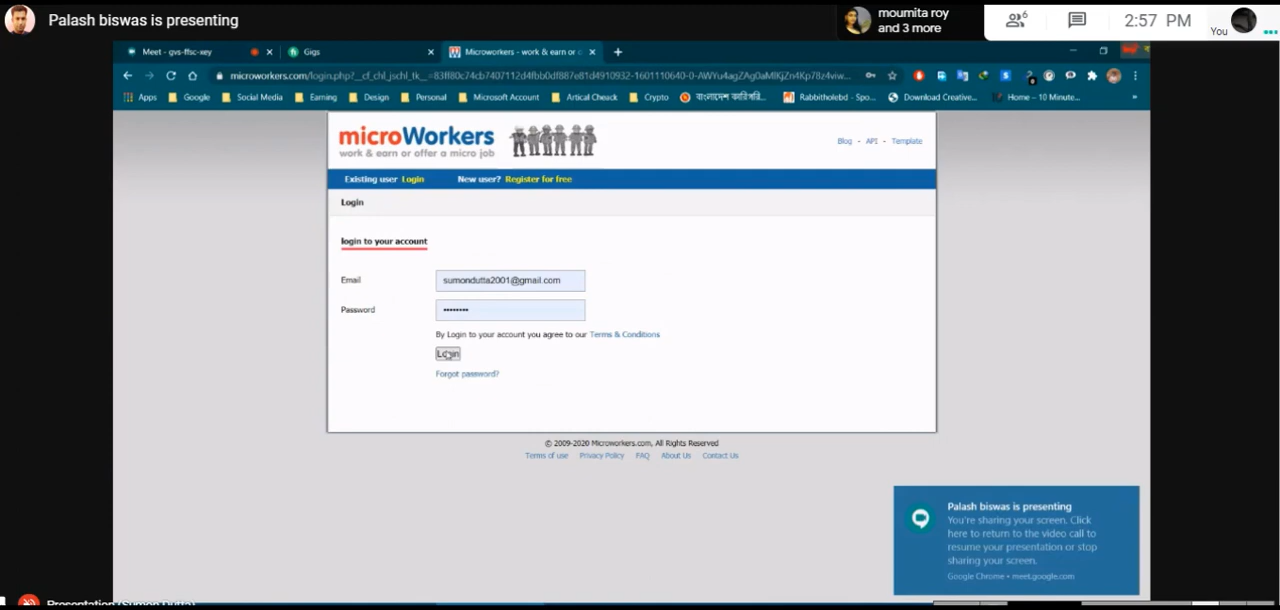 Palash biswas is presenting
moumita roy
and 3 more
6
2:57 PM
You
Meet - gvs-ffsc-xey
Gigs
Microworkers - work & earn or c
microworkers.com/login.php?
Apps Google Social Media Earning Design Personal Microsoft Account Artical Cheack Crypto Rabbitholebd - Spo... Download Creative... Home – 10 Minute...
microWorkers
work & earn or offer a micro job
Blog - API - Template
Existing user Login New user? Register for free
Login
login to your account
Email sumondutta2001@gmail.com
Password ••••••••
By Login to your account you agree to our Terms & Conditions
Login
Forgot password?
© 2009-2020 Microworkers.com, All Rights Reserved
Terms of use Privacy Policy FAQ About Us Contact Us
Palash biswas is presenting
You're sharing your screen. Click
here to return to the video call to
resume your presentation or stop
sharing your screen.
Google Chrome • meet.google.com
Presentation (Sumon Dutta)